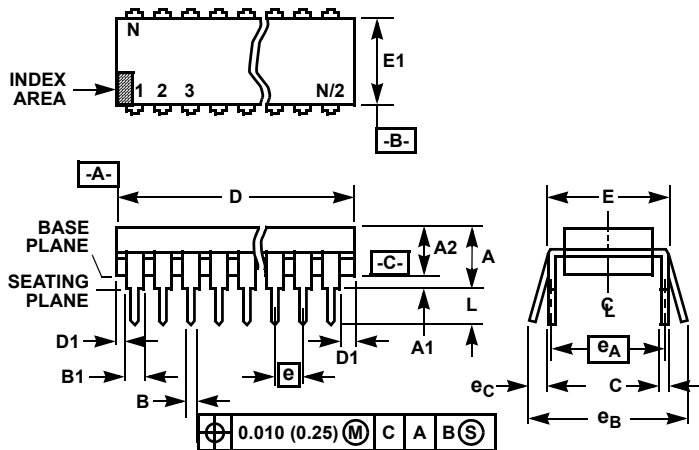 N
INDEX
AREA
1 2 3 N/2
E1
-B-
-A-
D
E
BASE
PLANE
A2
A
-C-
SEATING
PLANE
L
C
L
D1
A1
D1
B1
e
eA
B
eC
C
eB
0.010 (0.25) M C A B S